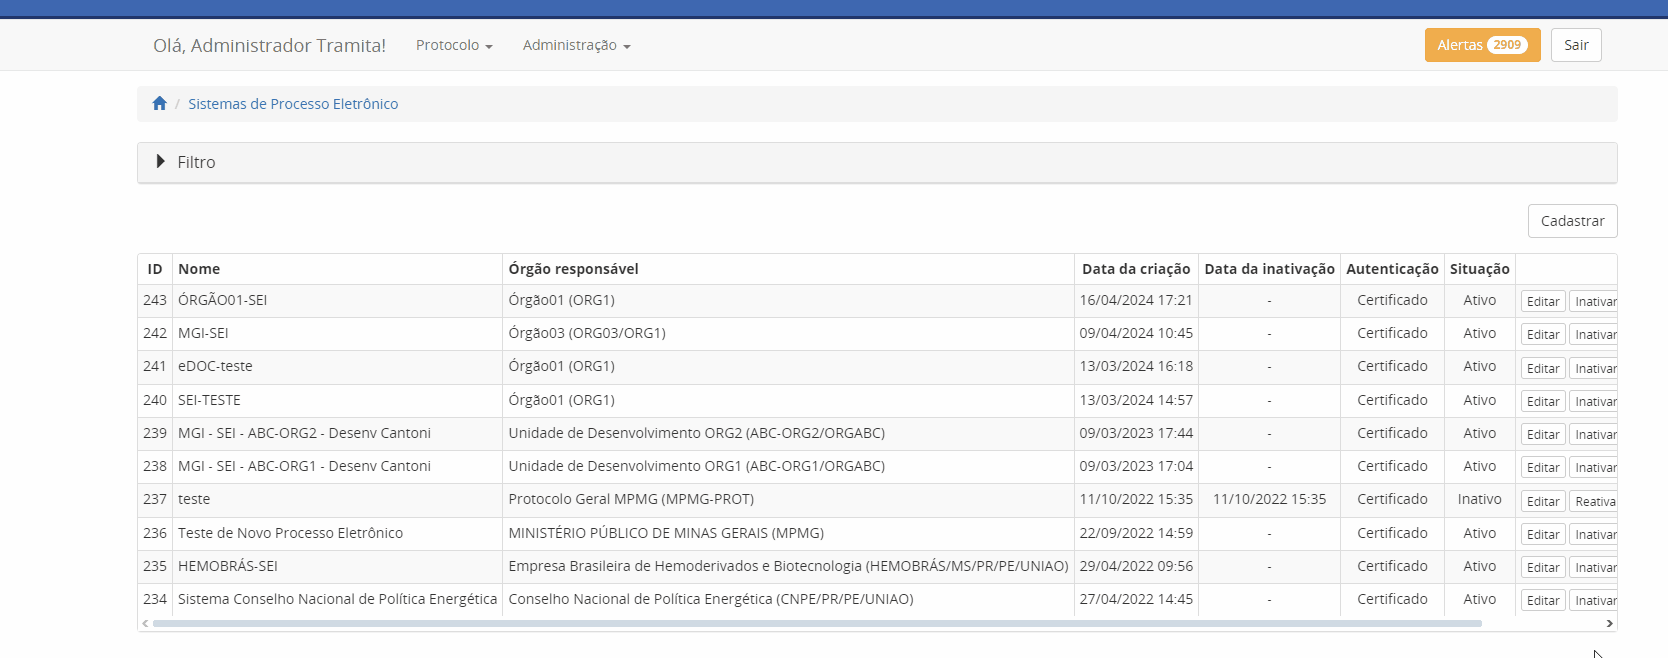 Olá, Administrador Tramita! Protocolo Administração Alertas 2909 Sair
/ Sistemas de Processo Eletrônico
Filtro
Cadastrar
ID Nome Órgão responsável Data da criação Data da inativação Autenticação Situação
243 ÓRGÃO01-SEI Órgão01 (ORG1) 16/04/2024 17:21 - Certificado Ativo Editar Inativar
242 MGI-SEI Órgão03 (ORG03/ORG1) 09/04/2024 10:45 - Certificado Ativo Editar Inativar
241 eDOC-teste Órgão01 (ORG1) 13/03/2024 16:18 - Certificado Ativo Editar Inativar
240 SEI-TESTE Órgão01 (ORG1) 13/03/2024 14:57 - Certificado Ativo Editar Inativar
239 MGI - SEI - ABC-ORG2 - Desenv Cantoni Unidade de Desenvolvimento ORG2 (ABC-ORG2/ORGABC) 09/03/2023 17:44 - Certificado Ativo Editar Inativar
238 MGI - SEI - ABC-ORG1 - Desenv Cantoni Unidade de Desenvolvimento ORG1 (ABC-ORG1/ORGABC) 09/03/2023 17:04 - Certificado Ativo Editar Inativar
237 teste Protocolo Geral MPMG (MPMG-PROT) 11/10/2022 15:35 11/10/2022 15:35 Certificado Inativo Editar Reativa
236 Teste de Novo Processo Eletrônico MINISTÉRIO PÚBLICO DE MINAS GERAIS (MPMG) 22/09/2022 14:59 - Certificado Ativo Editar Inativar
235 HEMOBRÁS-SEI Empresa Brasileira de Hemoderivados e Biotecnologia (HEMOBRÁS/MS/PR/PE/UNIAO) 29/04/2022 09:56 - Certificado Ativo Editar Inativar
234 Sistema Conselho Nacional de Política Energética Conselho Nacional de Política Energética (CNPE/PR/PE/UNIAO) 27/04/2022 14:45 - Certificado Ativo Editar Inativar